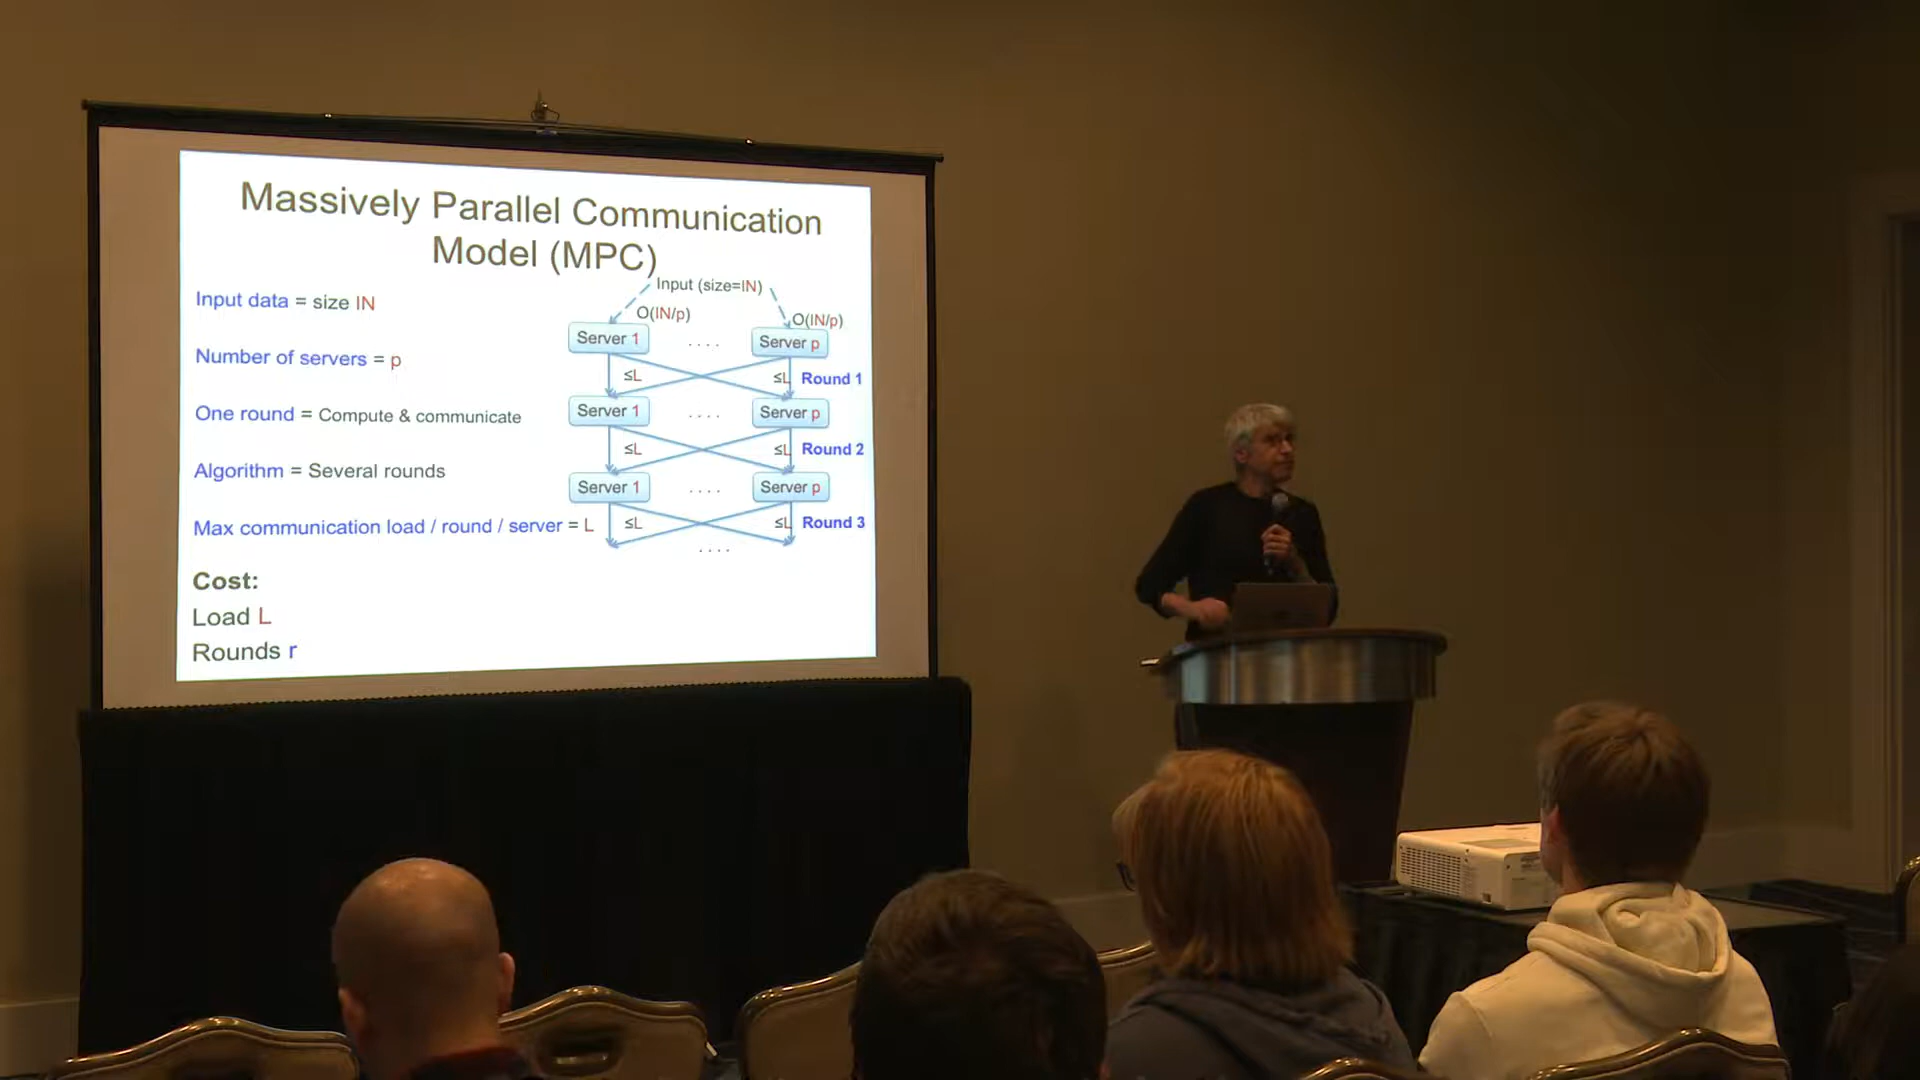 Massively Parallel Communication
Model (MPC)
Input data = size IN
Number of servers = p
One round = Compute & communicate
Algorithm = Several rounds
Max communication load / round / server = L
Cost:
Load L
Rounds r
Input (size=IN)
O(IN/p)
O(IN/p)
Server 1
. . . .
Server p
≤L
≤L
Round 1
Server 1
. . . .
Server p
≤L
≤L
Round 2
Server 1
. . . .
Server p
≤L
≤L
Round 3
. . . .